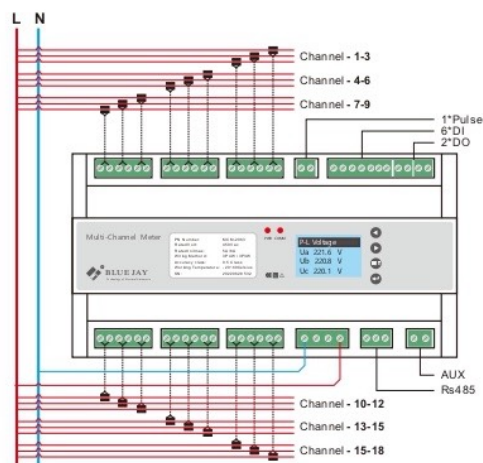 L N
Channel - 1-3
Channel - 4-6
Channel - 7-9
1*Pulse
6*DI
2*DO
Multi-Channel Meter
P-L Voltage
Ua 221.6 V
Ub 220.8 V
Uc 220.1 V
BLUE JAY
AUX
Rs485
Channel - 10-12
Channel - 13-15
Channel - 15-18